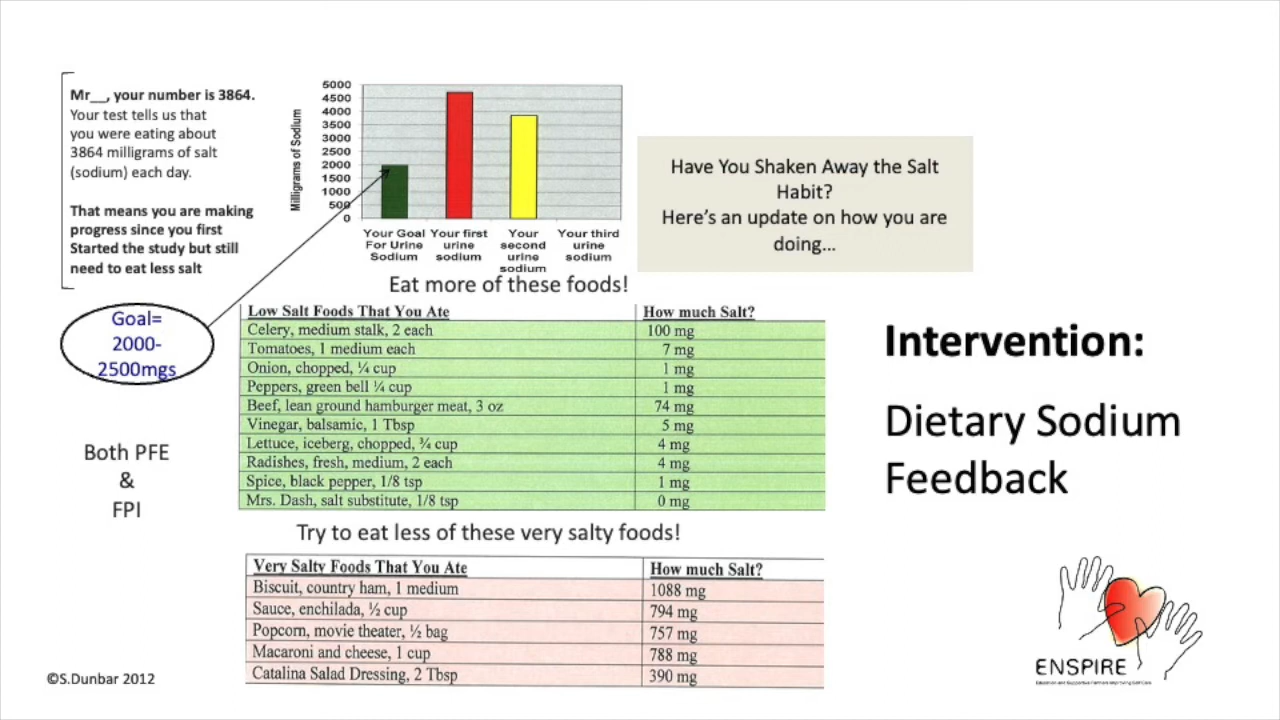 Mr__, your number is 3864.
Your test tells us that
you were eating about
3864 milligrams of salt
(sodium) each day.
That means you are making
progress since you first
Started the study but still
need to eat less salt
Milligrams of Sodium
5000
4500
4000
3500
3000
2500
2000
1500
1000
500
0
Your Goal
For Urine
Sodium
Your first
urine
sodium
Your
second
urine
sodium
Your third
urine
sodium
Have You Shaken Away the Salt
Habit?
Here's an update on how you are
doing...
Goal=
2000-
2500mgs
Both PFE
&
FPI
Eat more of these foods!
Low Salt Foods That You Ate How much Salt?
Celery, medium stalk, 2 each 100 mg
Tomatoes, 1 medium each 7 mg
Onion, chopped, ¼ cup 1 mg
Peppers, green bell ¼ cup 1 mg
Beef, lean ground hamburger meat, 3 oz 74 mg
Vinegar, balsamic, 1 Tbsp 5 mg
Lettuce, iceberg, chopped, ¾ cup 4 mg
Radishes, fresh, medium, 2 each 4 mg
Spice, black pepper, 1/8 tsp 1 mg
Mrs. Dash, salt substitute, 1/8 tsp 0 mg
Try to eat less of these very salty foods!
Very Salty Foods That You Ate How much Salt?
Biscuit, country ham, 1 medium 1088 mg
Sauce, enchilada, ½ cup 794 mg
Popcorn, movie theater, ½ bag 757 mg
Macaroni and cheese, 1 cup 788 mg
Catalina Salad Dressing, 2 Tbsp 390 mg
Intervention:
Dietary Sodium
Feedback
ENSPIRE
Education and Supportive Partners Improving Self Care
©S.Dunbar 2012